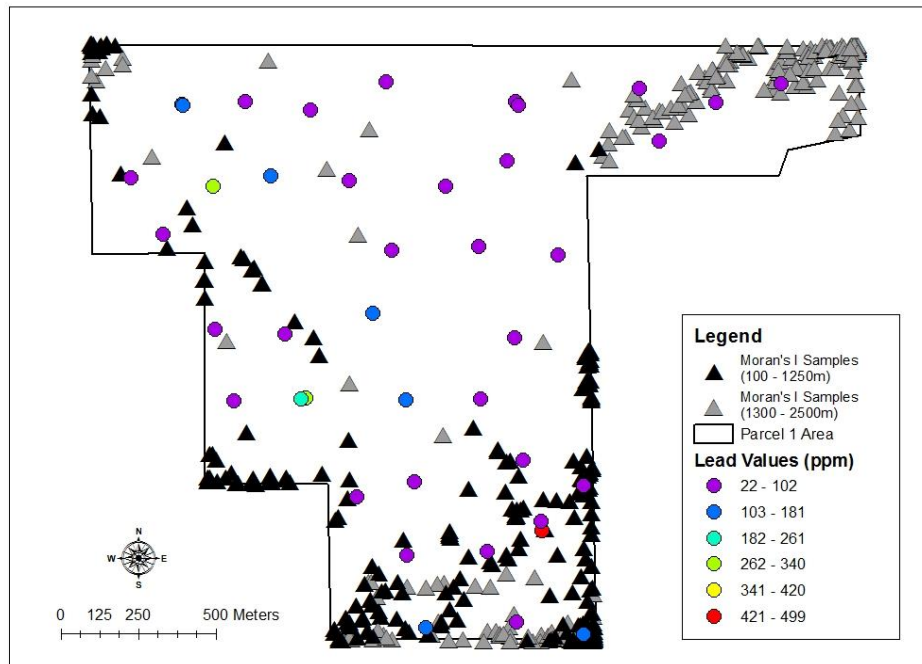 Legend
Moran's I Samples
(100 - 1250m)
Moran's I Samples
(1300 - 2500m)
Parcel 1 Area
Lead Values (ppm)
22 - 102
103 - 181
182 - 261
262 - 340
341 - 420
421 - 499
N
W
E
S
0 125 250 500 Meters